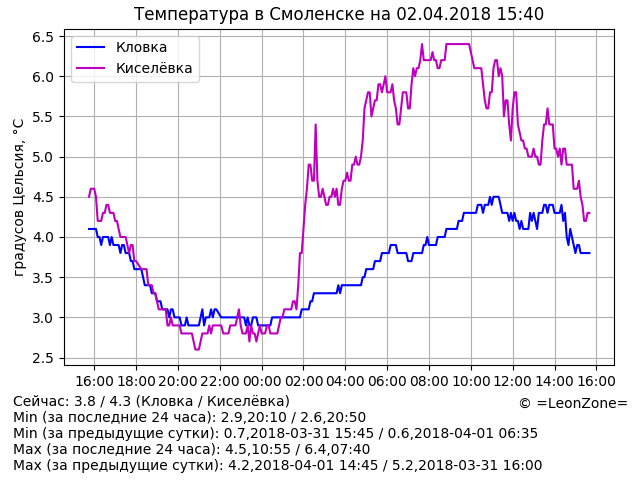 Температура в Смоленске на 02.04.2018 15:40
Кловка
Киселёвка
градусов Цельсия, °C
6.5
6.0
5.5
5.0
4.5
4.0
3.5
3.0
2.5
16:00 18:00 20:00 22:00 00:00 02:00 04:00 06:00 08:00 10:00 12:00 14:00 16:00
Сейчас: 3.8 / 4.3 (Кловка / Киселёвка)
© =LeonZone=
Min (за последние 24 часа): 2.9,20:10 / 2.6,20:50
Min (за предыдущие сутки): 0.7,2018-03-31 15:45 / 0.6,2018-04-01 06:35
Max (за последние 24 часа): 4.5,10:55 / 6.4,07:40
Max (за предыдущие сутки): 4.2,2018-04-01 14:45 / 5.2,2018-03-31 16:00